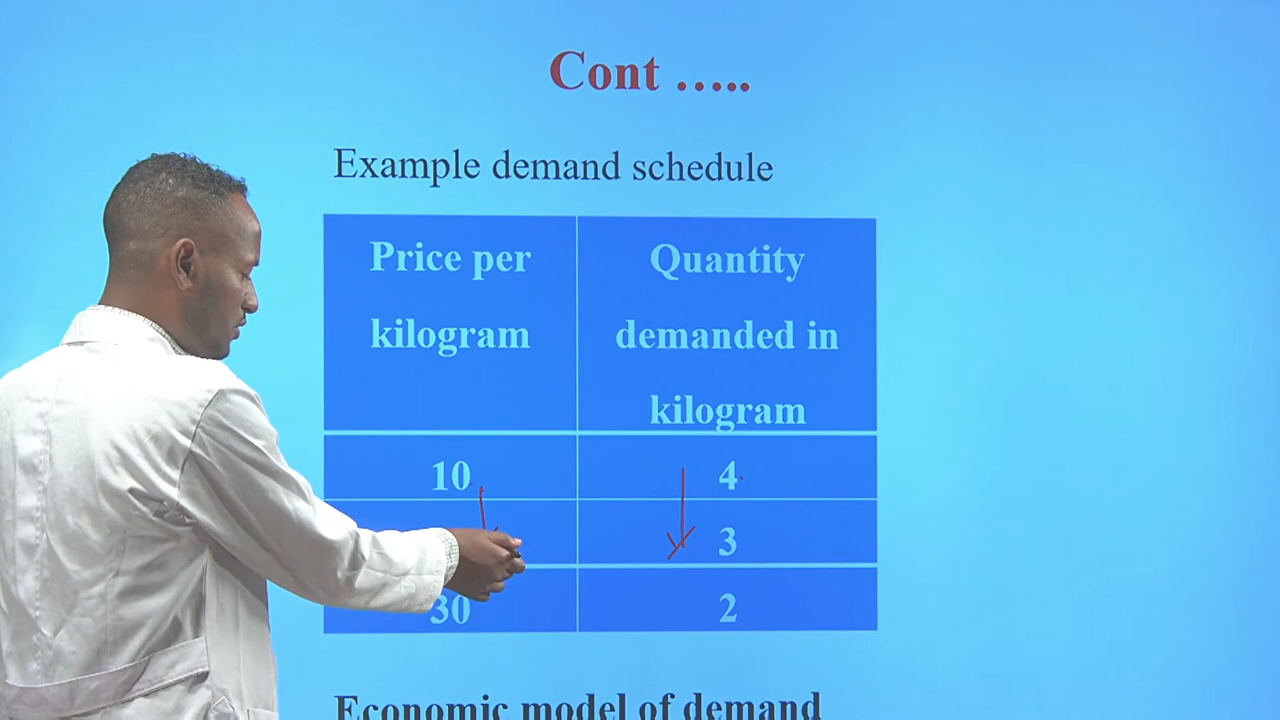 Cont …..
Example demand schedule
Price per kilogram
Quantity demanded in kilogram
10
4
3
30
2
Economic model of demand